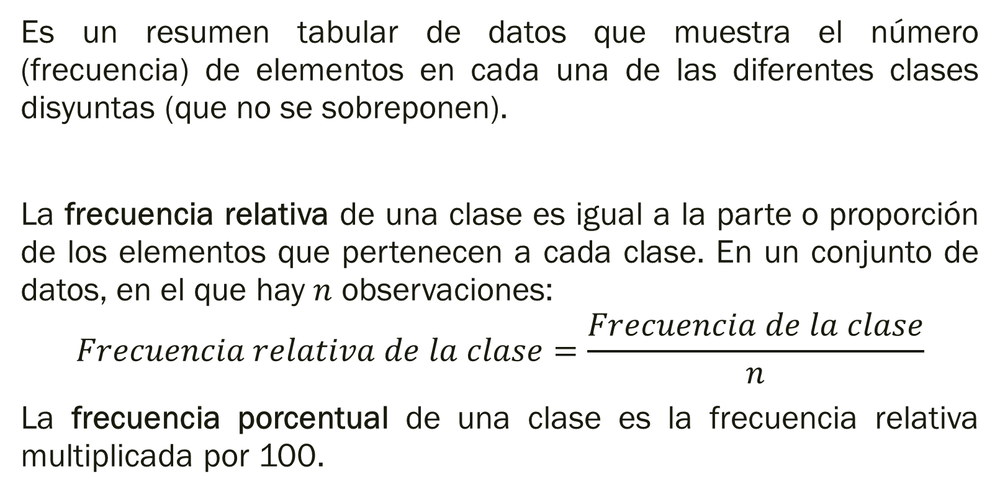 Es un resumen tabular de datos que muestra el número
(frecuencia) de elementos en cada una de las diferentes clases
disyuntas (que no se sobreponen).
La frecuencia relativa de una clase es igual a la parte o proporción
de los elementos que pertenecen a cada clase. En un conjunto de
datos, en el que hay n observaciones:
Frecuencia relativa de la clase = Frecuencia de la clase / n
La frecuencia porcentual de una clase es la frecuencia relativa
multiplicada por 100.